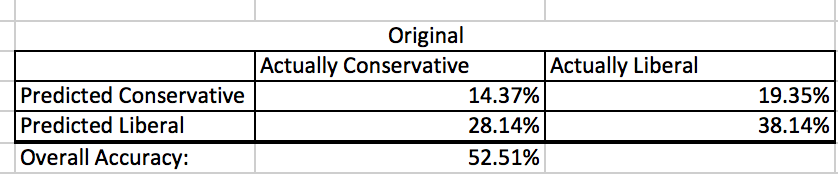 Original
Actually Conservative Actually Liberal
Predicted Conservative 14.37% 19.35%
Predicted Liberal 28.14% 38.14%
Overall Accuracy: 52.51%